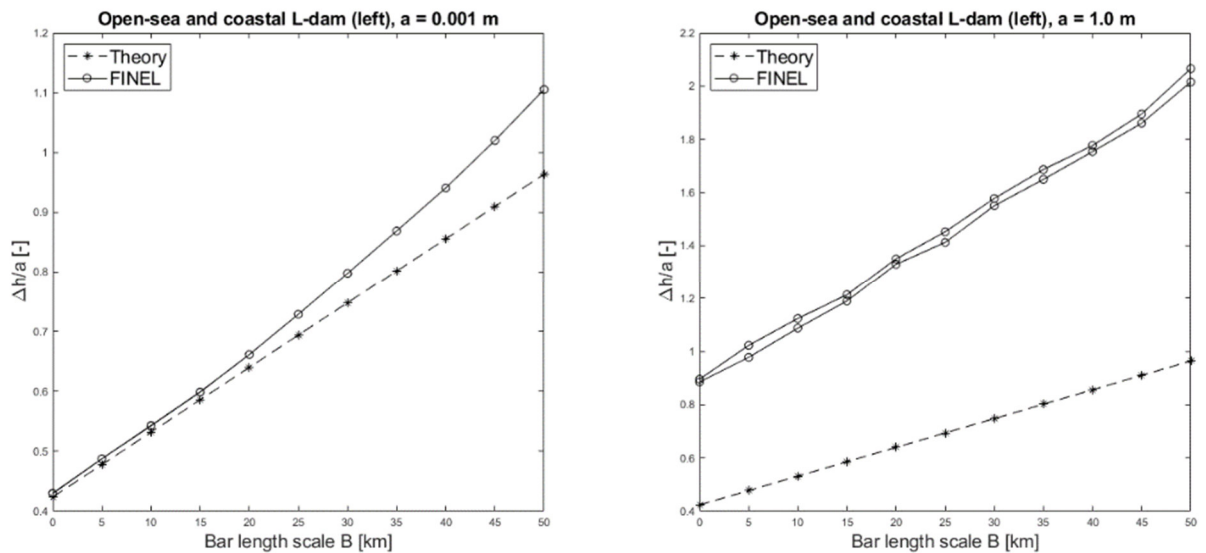 Open-sea and coastal L-dam (left), a = 0.001 m
1.2
1.1
1
0.9
0.8
0.7
0.6
0.5
0.4
Δh/a [-]
Theory
FINEL
0 5 10 15 20 25 30 35 40 45 50
Bar length scale B [km]
Open-sea and coastal L-dam (left), a = 1.0 m
2.2
2
1.8
1.6
1.4
1.2
1
0.8
0.6
0.4
Δh/a [-]
Theory
FINEL
0 5 10 15 20 25 30 35 40 45 50
Bar length scale B [km]